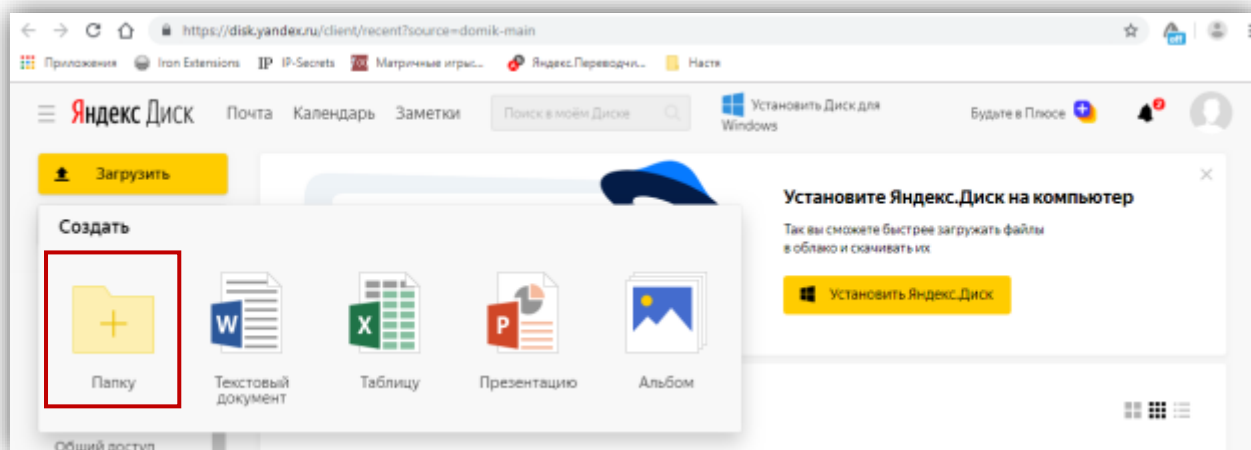 https://disk.yandex.ru/client/recent?source=domik-main
Приложения Iron Extensions IP IP-Secrets Матричные игры:... Яндекс.Переводчи... Настя
Яндекс Диск Почта Календарь Заметки Поиск в моём Диске Установить Диск для
Windows
Будьте в Плюсе
Загрузить
Установите Яндекс.Диск на компьютер
Так вы сможете быстрее загружать файлы
в облако и скачивать их
Установить Яндекс.Диск
Создать
W X P
Папку Текстовый Таблицу Презентацию Альбом
документ
Общий доступ